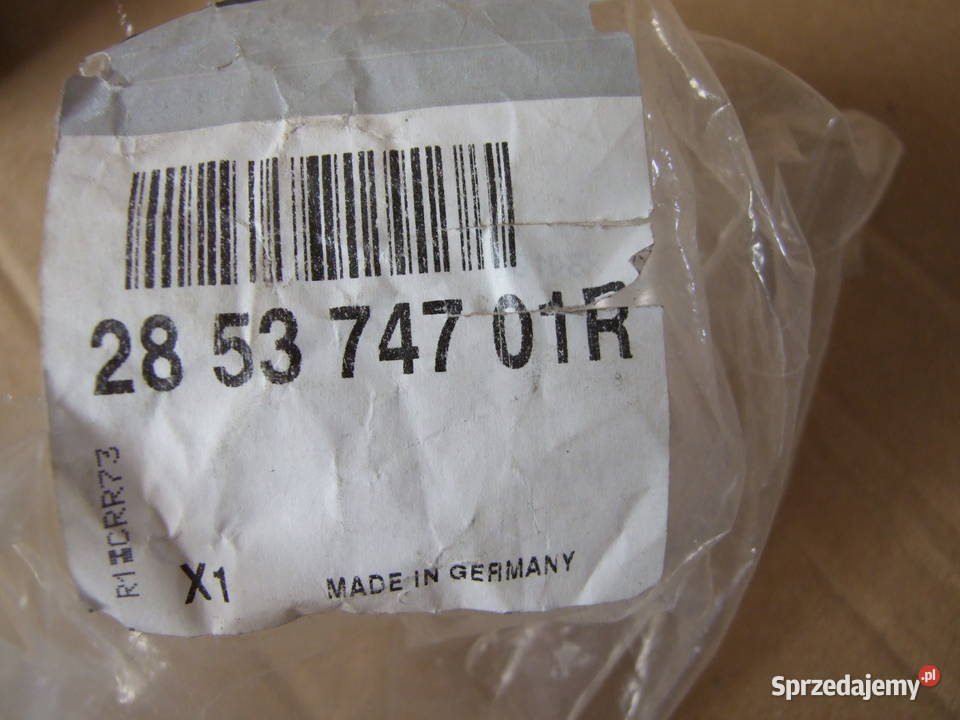 28 53 747 01R
R1
CRR73
X1
MADE IN GERMANY
Sprzedajemy.pl